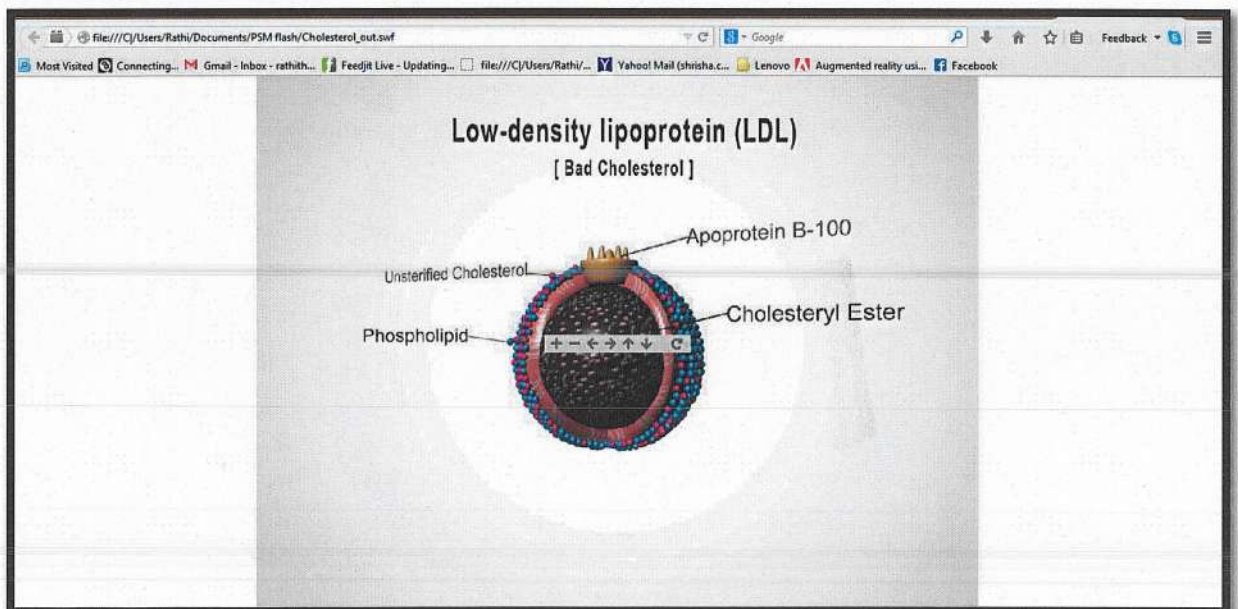 file:///C|/Users/Rathi/Documents/PSM flash/Cholesterol_out.swf
Google
Feedback
Most Visited Connecting... Gmail - Inbox - rathith... Feedjit Live - Updating... file:///C|/Users/Rathi/... Yahoo! Mail (shrisha.c... Lenovo Augmented reality usi... Facebook
Low-density lipoprotein (LDL)
[ Bad Cholesterol ]
Apoprotein B-100
Unsterified Cholesterol
Cholesteryl Ester
Phospholipid